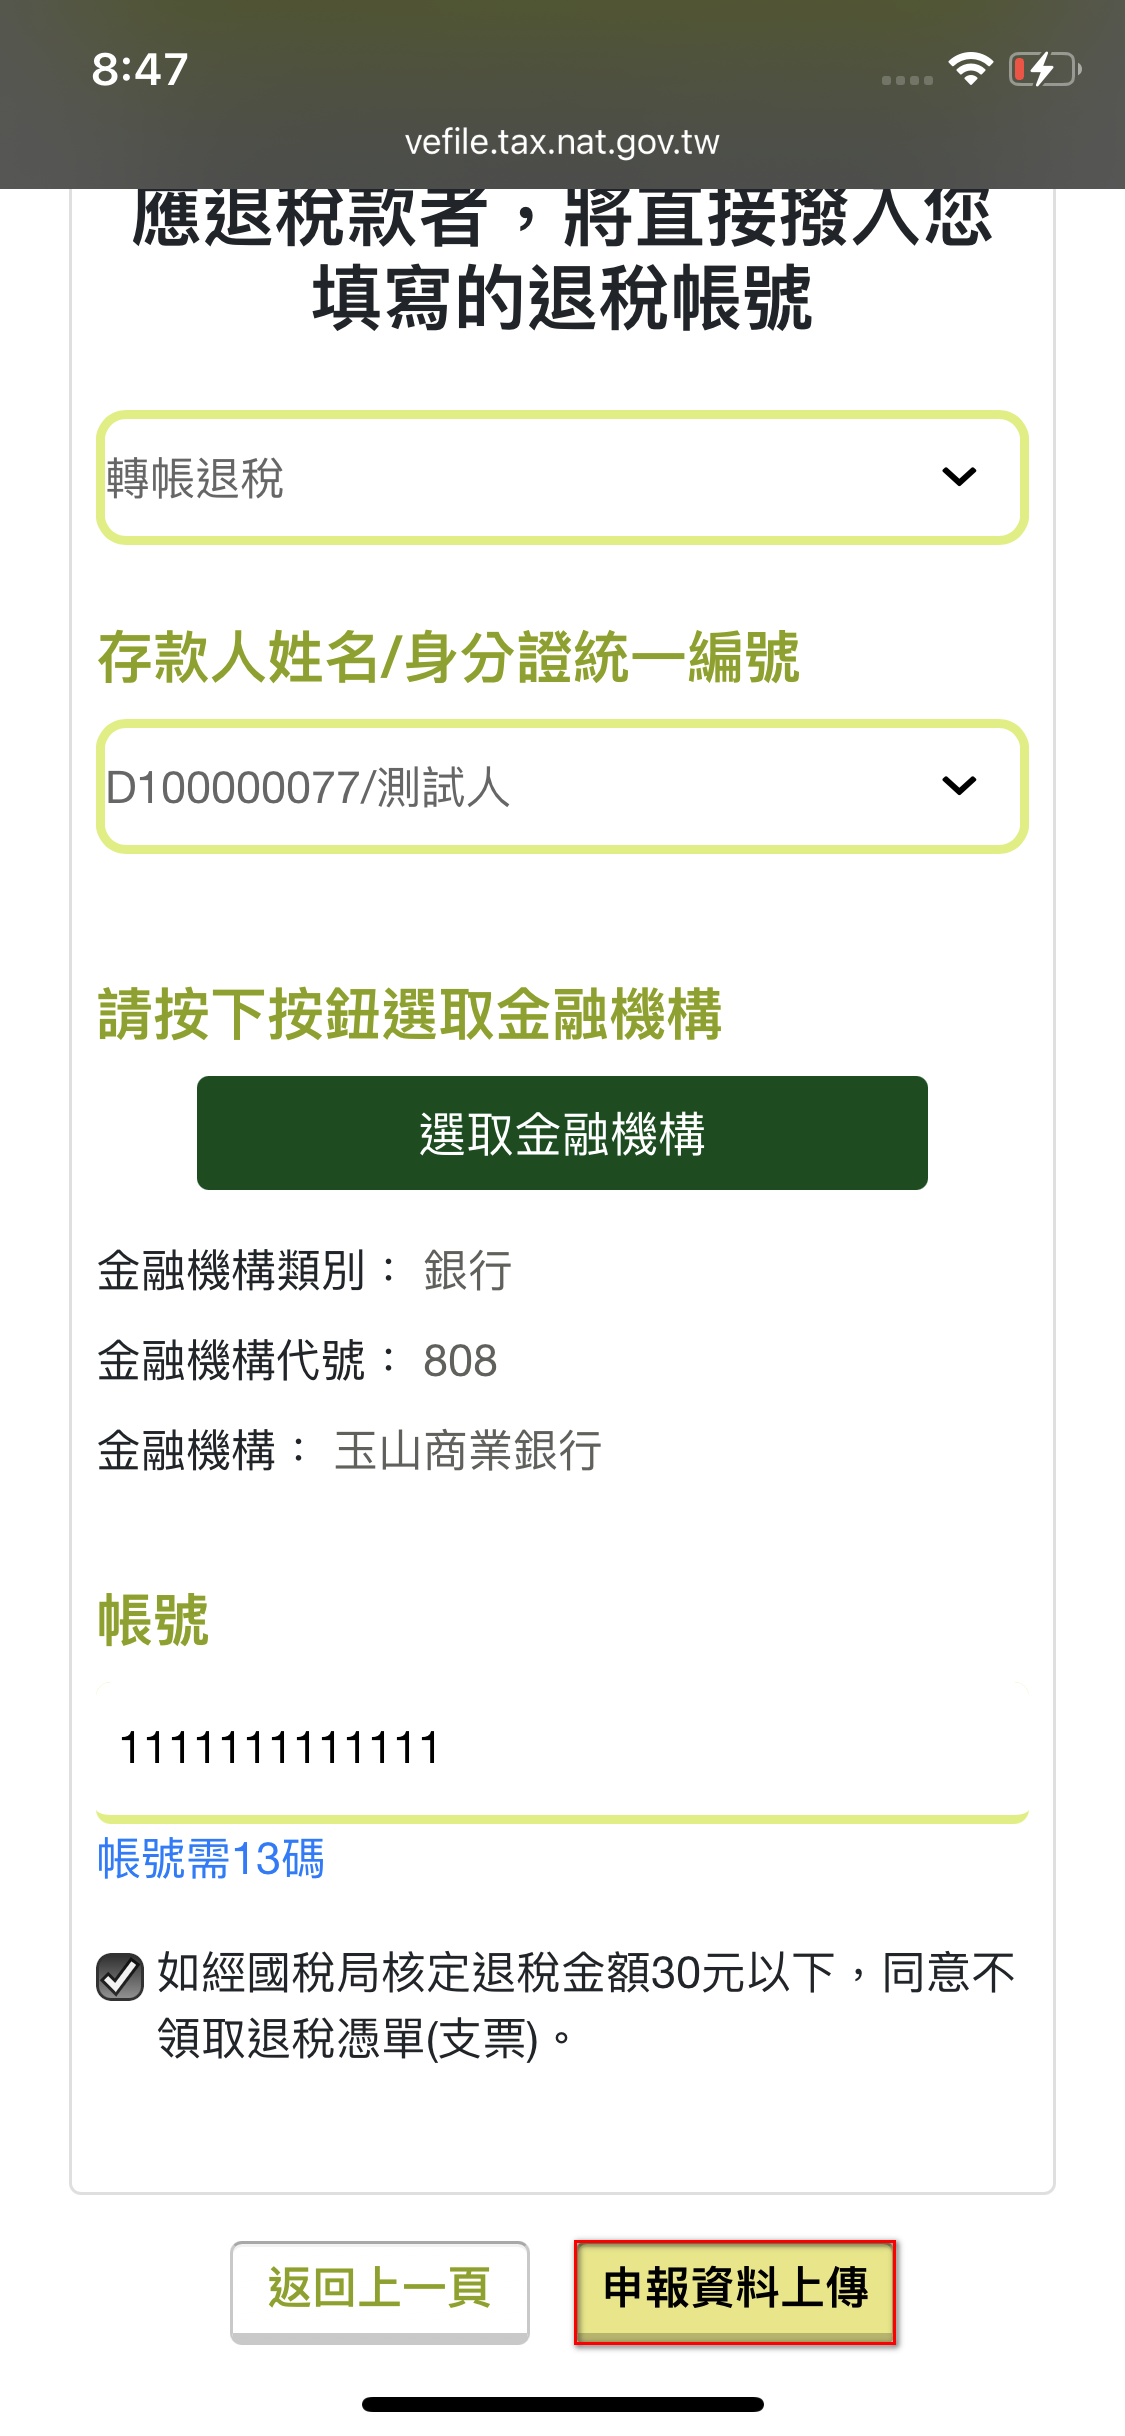 8:47
vefile.tax.nat.gov.tw
應退稅款者，將直接撥入您
填寫的退稅帳號
轉帳退稅
存款人姓名/身分證統一編號
D100000077/測試人
請按下按鈕選取金融機構
選取金融機構
金融機構類別： 銀行
金融機構代號： 808
金融機構： 玉山商業銀行
帳號
1111111111111
帳號需13碼
如經國稅局核定退稅金額30元以下，同意不
領取退稅憑單(支票)。
返回上一頁
申報資料上傳